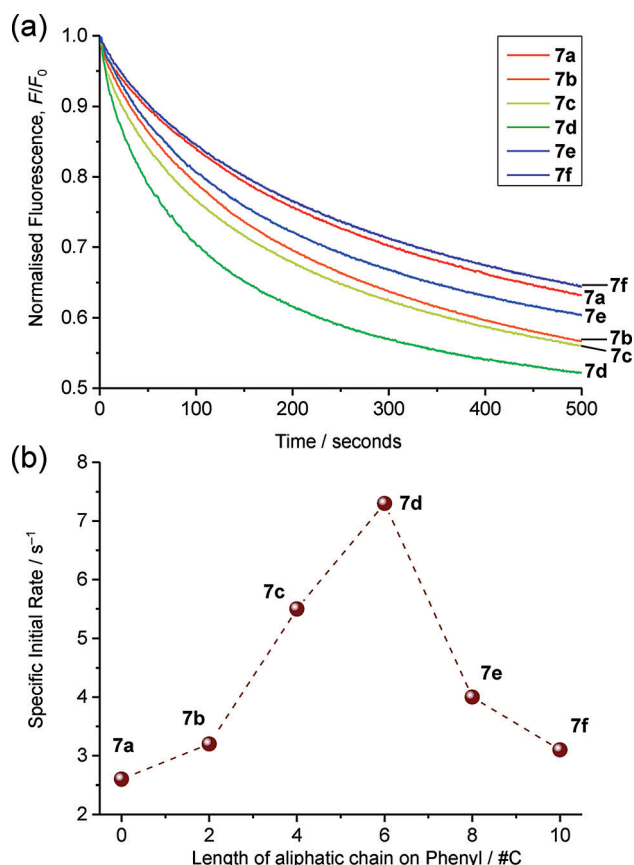 (a)
1.0
0.9
0.8
0.7
0.6
0.5
Normalised Fluorescence, F/F0
7a
7b
7c
7d
7e
7f
7f
7a
7e
7b
7c
7d
0 100 200 300 400 500
Time / seconds
(b)
8
7
6
5
4
3
2
Specific Initial Rate / s−1
7a
7b
7c
7d
7e
7f
0 2 4 6 8 10
Length of aliphatic chain on Phenyl / #C